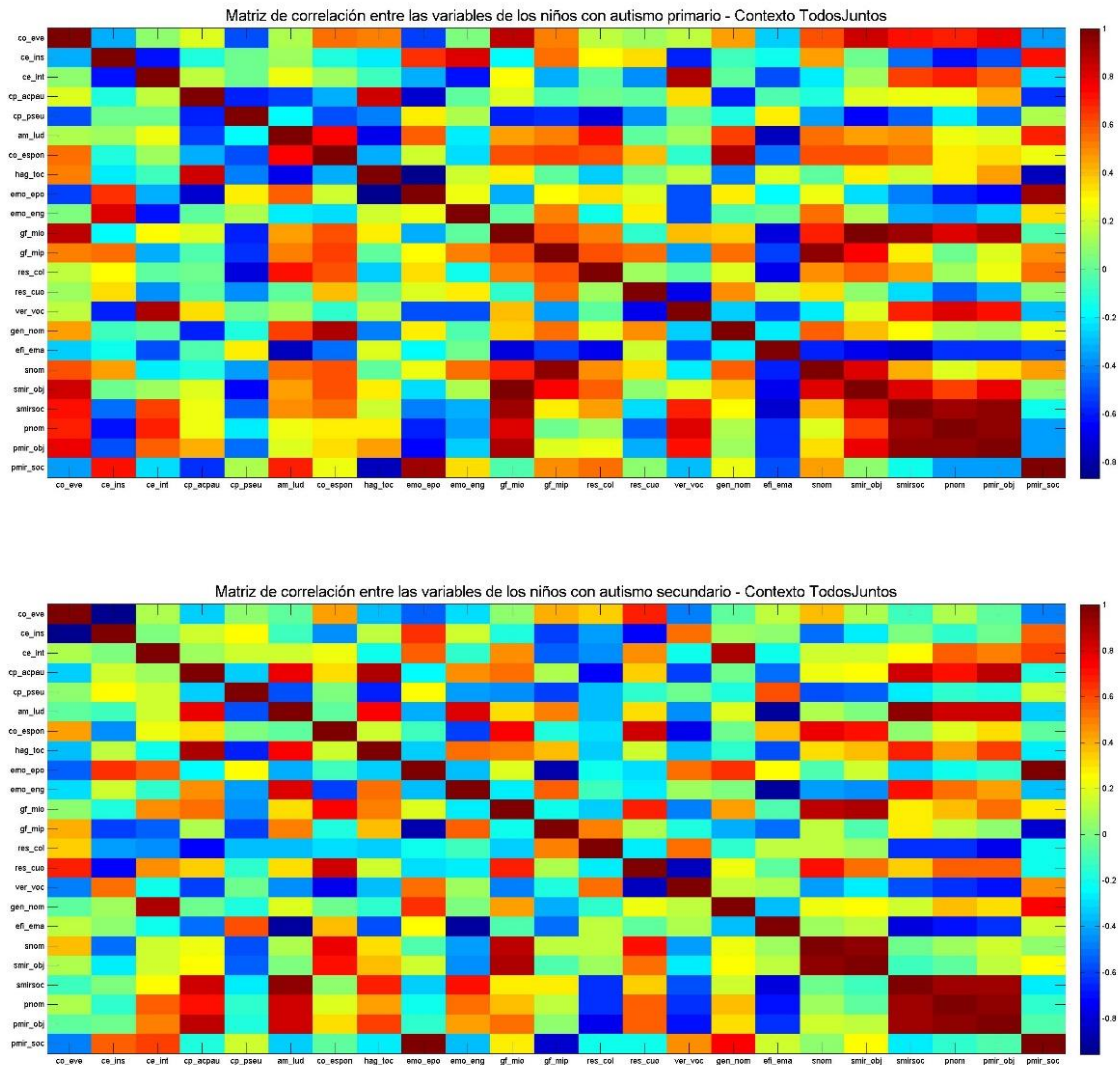 Matriz de correlación entre las variables de los niños con autismo primario - Contexto TodosJuntos
co_eve
ce_ins
ce_int
cp_acpau
cp_pseu
am_lud
co_espon
hag_toc
emo_epo
emo_eng
gf_mio
gf_mip
res_col
res_cuo
ver_voc
gen_nom
efi_ema
snom
smir_obj
smirsoc
pnom
pmir_obj
pmir_soc
co_eve ce_ins ce_int cp_acpau cp_pseu am_lud co_espon hag_toc emo_epo emo_eng gf_mio gf_mip res_col res_cuo ver_voc gen_nom efi_ema snom smir_obj smirsoc pnom pmir_obj pmir_soc
1
0.8
0.6
0.4
0.2
0
-0.2
-0.4
-0.6
-0.8
Matriz de correlación entre las variables de los niños con autismo secundario - Contexto TodosJuntos
co_eve
ce_ins
ce_int
cp_acpau
cp_pseu
am_lud
co_espon
hag_toc
emo_epo
emo_eng
gf_mio
gf_mip
res_col
res_cuo
ver_voc
gen_nom
efi_ema
snom
smir_obj
smirsoc
pnom
pmir_obj
pmir_soc
co_eve ce_ins ce_int cp_acpau cp_pseu am_lud co_espon hag_toc emo_epo emo_eng gf_mio gf_mip res_col res_cuo ver_voc gen_nom efi_ema snom smir_obj smirsoc pnom pmir_obj pmir_soc
1
0.8
0.6
0.4
0.2
0
-0.2
-0.4
-0.6
-0.8